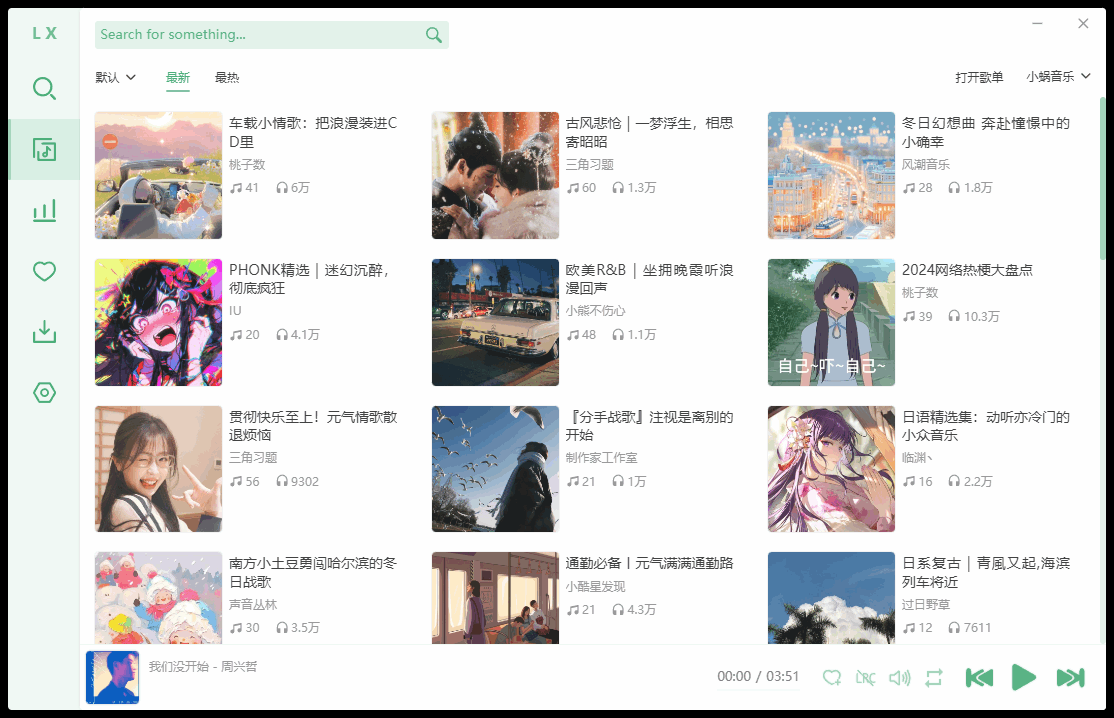 LX
Search for something...
默认
最新
最热
打开歌单
小蜗音乐
车载小情歌：把浪漫装进C
D里
桃子数
41
6万
古风悲怆 | 一梦浮生，相思
寄昭昭
三角习题
60
1.3万
冬日幻想曲 奔赴憧憬中的
小确幸
风潮音乐
28
1.8万
PHONK精选 | 迷幻沉醉，
彻底疯狂
IU
20
4.1万
欧美R&B | 坐拥晚霞听浪
漫回声
小熊不伤心
48
1.1万
自己~吓~自己~
2024网络热梗大盘点
桃子数
39
10.3万
贯彻快乐至上！元气情歌散
退烦恼
三角习题
56
9302
『分手战歌』注视是离别的
开始
制作家工作室
21
1万
日语精选集：动听亦冷门的
小众音乐
临渊丶
16
2.2万
南方小土豆勇闯哈尔滨的冬
日战歌
声音丛林
30
3.5万
通勤必备丨元气满满通勤路
小酷星发现
21
4.3万
日系复古 | 青風又起,海滨
列车将近
过日野草
12
7611
我们没开始 - 周兴哲
00:00 / 03:51
LRC